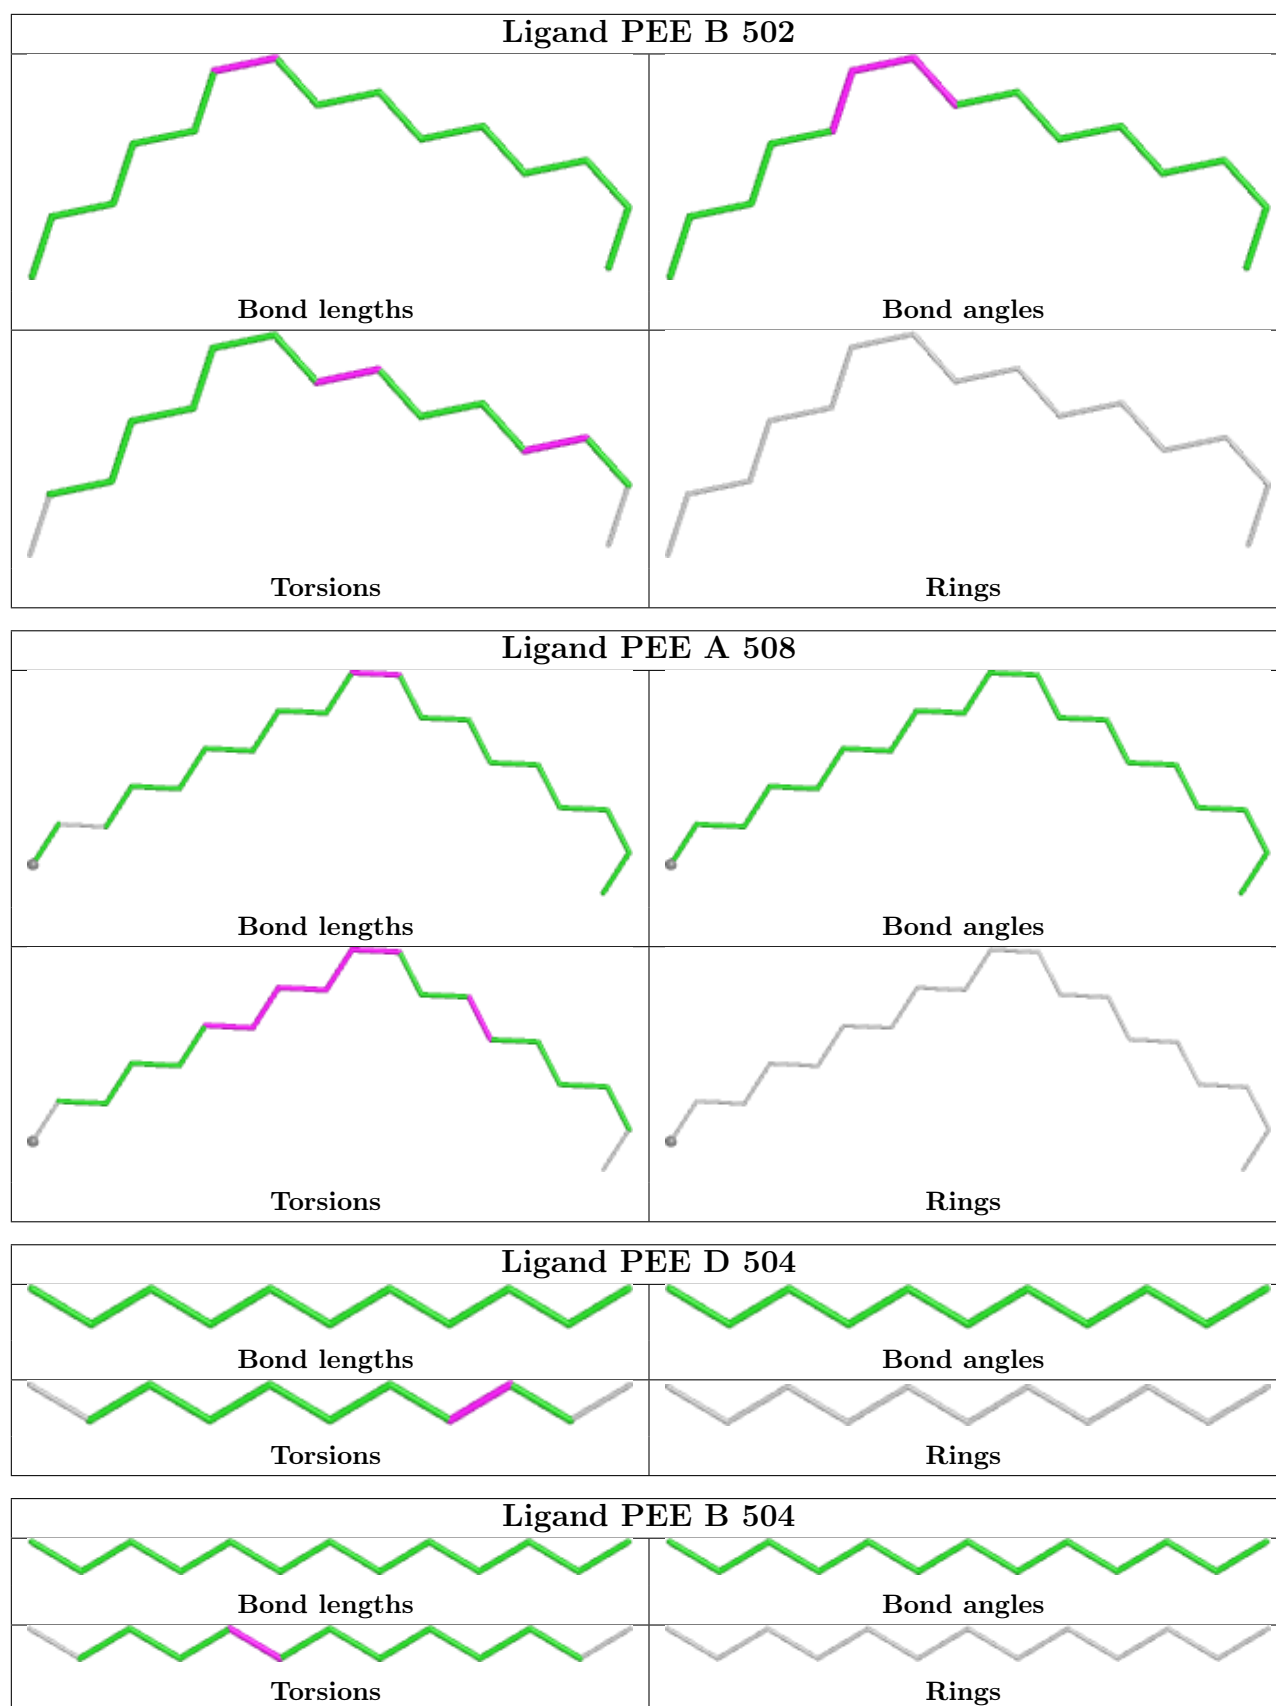 Ligand PEE B 502
Bond lengths
Bond angles
Torsions
Rings
Ligand PEE A 508
Bond lengths
Bond angles
Torsions
Rings
Ligand PEE D 504
Bond lengths
Bond angles
Torsions
Rings
Ligand PEE B 504
Bond lengths
Bond angles
Torsions
Rings